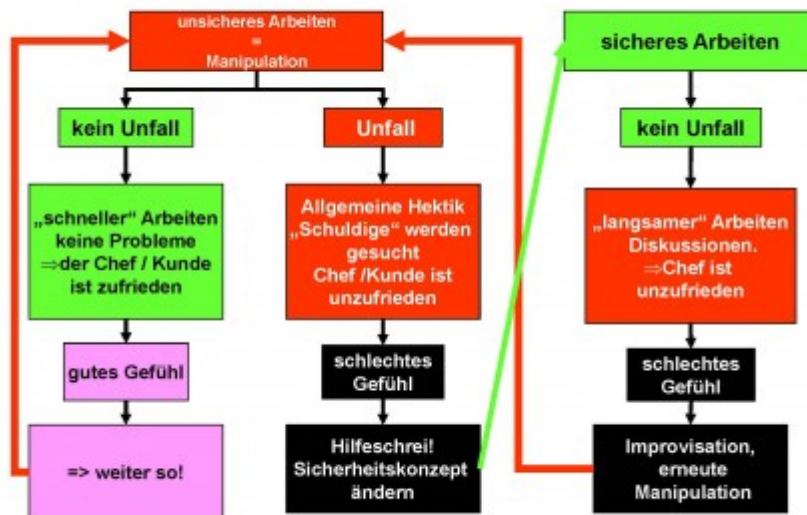 unsicheres Arbeiten
=
Manipulation
sicheres Arbeiten
kein Unfall
Unfall
kein Unfall
„schneller“ Arbeiten
keine Probleme
⇒der Chef / Kunde
ist zufrieden
Allgemeine Hektik
„Schuldige“ werden
gesucht
Chef /Kunde ist
unzufrieden
„langsamer“ Arbeiten
Diskussionen.
⇒Chef ist
unzufrieden
gutes Gefühl
schlechtes
Gefühl
schlechtes
Gefühl
=> weiter so!
Hilfeschrei!
Sicherheitskonzept
ändern
Improvisation,
erneute
Manipulation